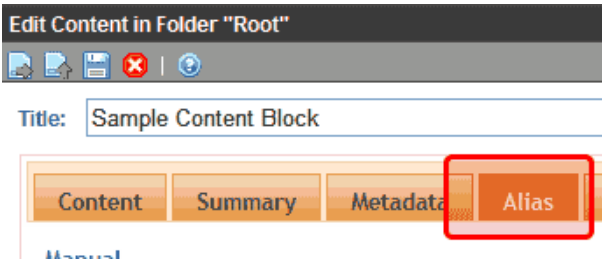 Edit Content in Folder "Root"
Title: Sample Content Block
Content Summary Metadata Alias
Manual